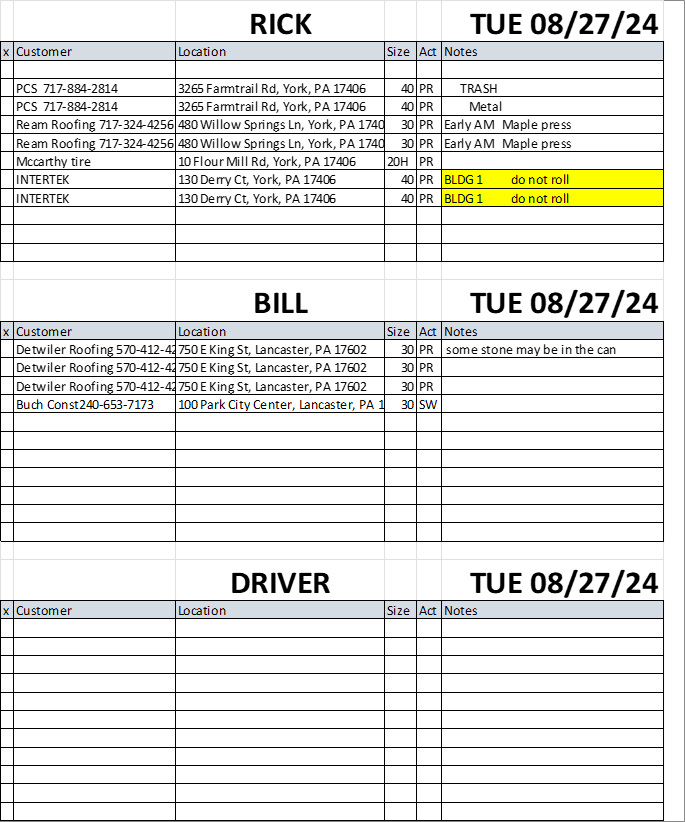 RICK TUE 08/27/24
x Customer Location Size Act Notes
PCS 717-884-2814 3265 Farmtrail Rd, York, PA 17406 40 PR TRASH
PCS 717-884-2814 3265 Farmtrail Rd, York, PA 17406 40 PR Metal
Ream Roofing 717-324-4256 480 Willow Springs Ln, York, PA 1740 30 PR Early AM Maple press
Ream Roofing 717-324-4256 480 Willow Springs Ln, York, PA 1740 30 PR Early AM Maple press
Mccarthy tire 10 Flour Mill Rd, York, PA 17406 20H PR
INTERTEK 130 Derry Ct, York, PA 17406 40 PR BLDG 1 do not roll
INTERTEK 130 Derry Ct, York, PA 17406 40 PR BLDG 1 do not roll
BILL TUE 08/27/24
x Customer Location Size Act Notes
Detwiler Roofing 570-412-42 750 E King St, Lancaster, PA 17602 30 PR some stone may be in the can
Detwiler Roofing 570-412-42 750 E King St, Lancaster, PA 17602 30 PR
Detwiler Roofing 570-412-42 750 E King St, Lancaster, PA 17602 30 PR
Buch Const240-653-7173 100 Park City Center, Lancaster, PA 1 30 SW
DRIVER TUE 08/27/24
x Customer Location Size Act Notes